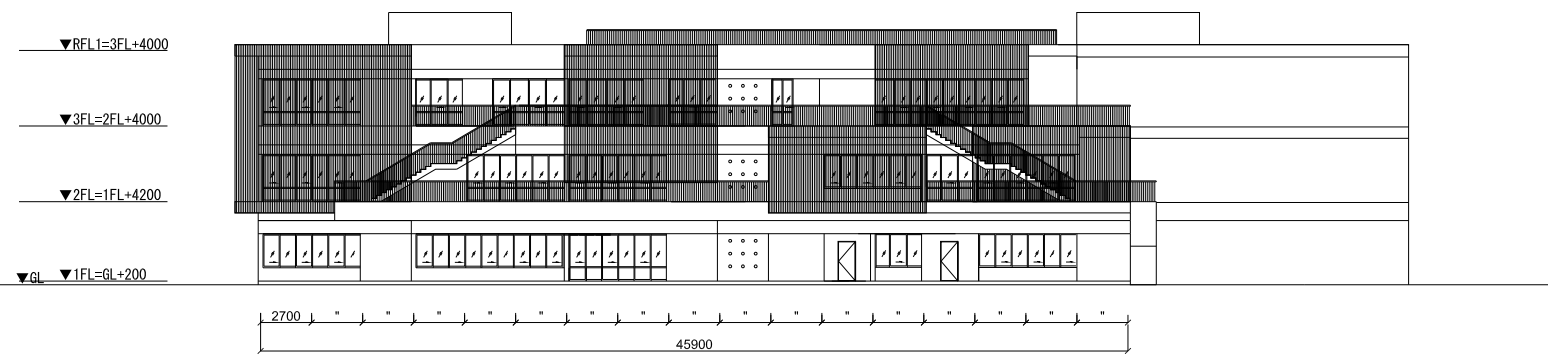 ▼RFL1=3FL+4000
▼3FL=2FL+4000
▼2FL=1FL+4200
▼1FL=GL+200
▼GL
2700 " " " " " " " " " " " " " " " "
45900